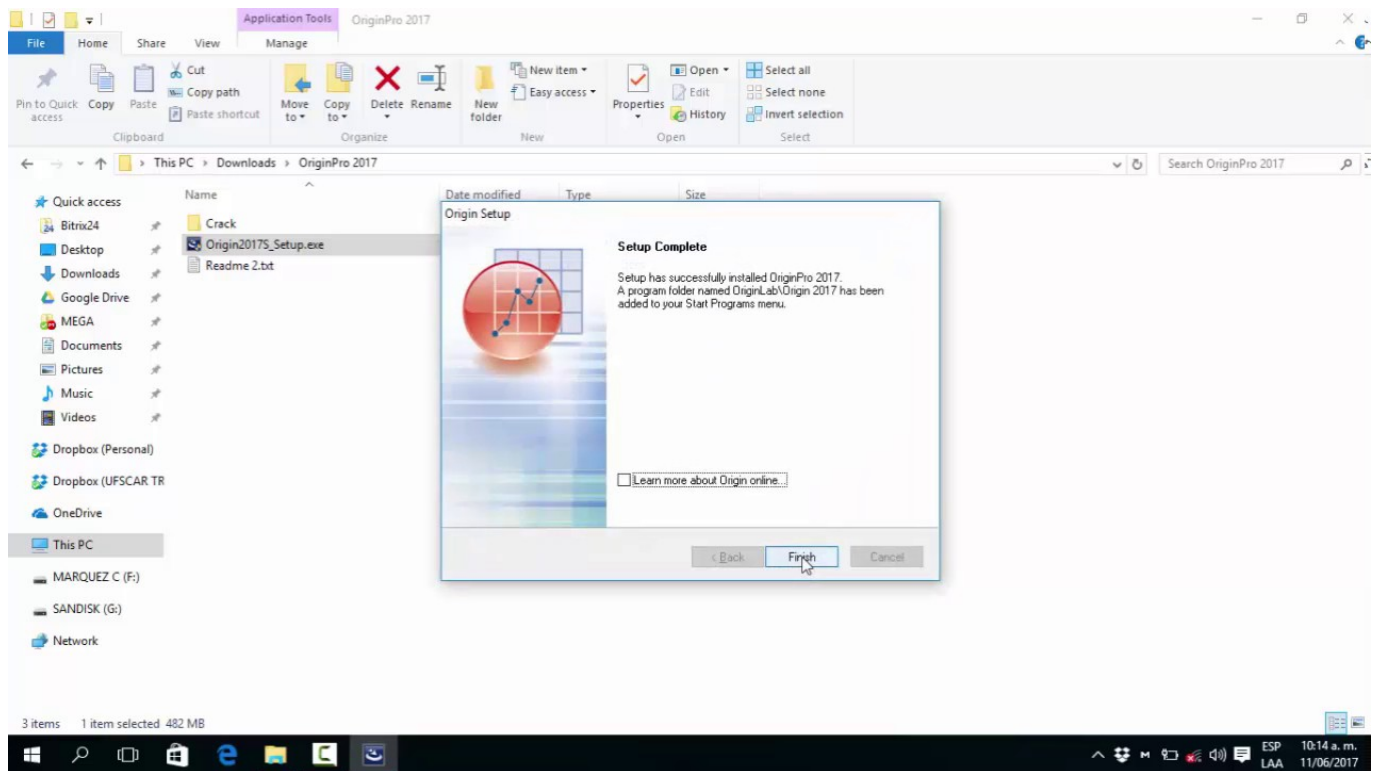 Application Tools OriginPro 2017
File Home Share View Manage
Pin to Quick access
Copy
Paste
Cut
Copy path
Paste shortcut
Clipboard
Move to
Copy to
Delete
Rename
Organize
New folder
New item
Easy access
New
Properties
Open
Edit
History
Open
Select all
Select none
Invert selection
Select
This PC > Downloads > OriginPro 2017
Search OriginPro 2017
Quick access
Bitrix24
Desktop
Downloads
Google Drive
MEGA
Documents
Pictures
Music
Videos
Dropbox (Personal)
Dropbox (UFSCAR TR
OneDrive
This PC
MARQUEZ C (F:)
SANDISK (G:)
Network
Name Date modified Type Size
Crack
Origin2017S_Setup.exe
Readme 2.txt
Origin Setup
Setup Complete
Setup has successfully installed OriginPro 2017.
A program folder named OriginLab\Origin 2017 has been
added to your Start Programs menu.
Learn more about Origin online...
< Back Finish Cancel
3 items 1 item selected 482 MB
ESP
LAA
10:14 a. m.
11/06/2017